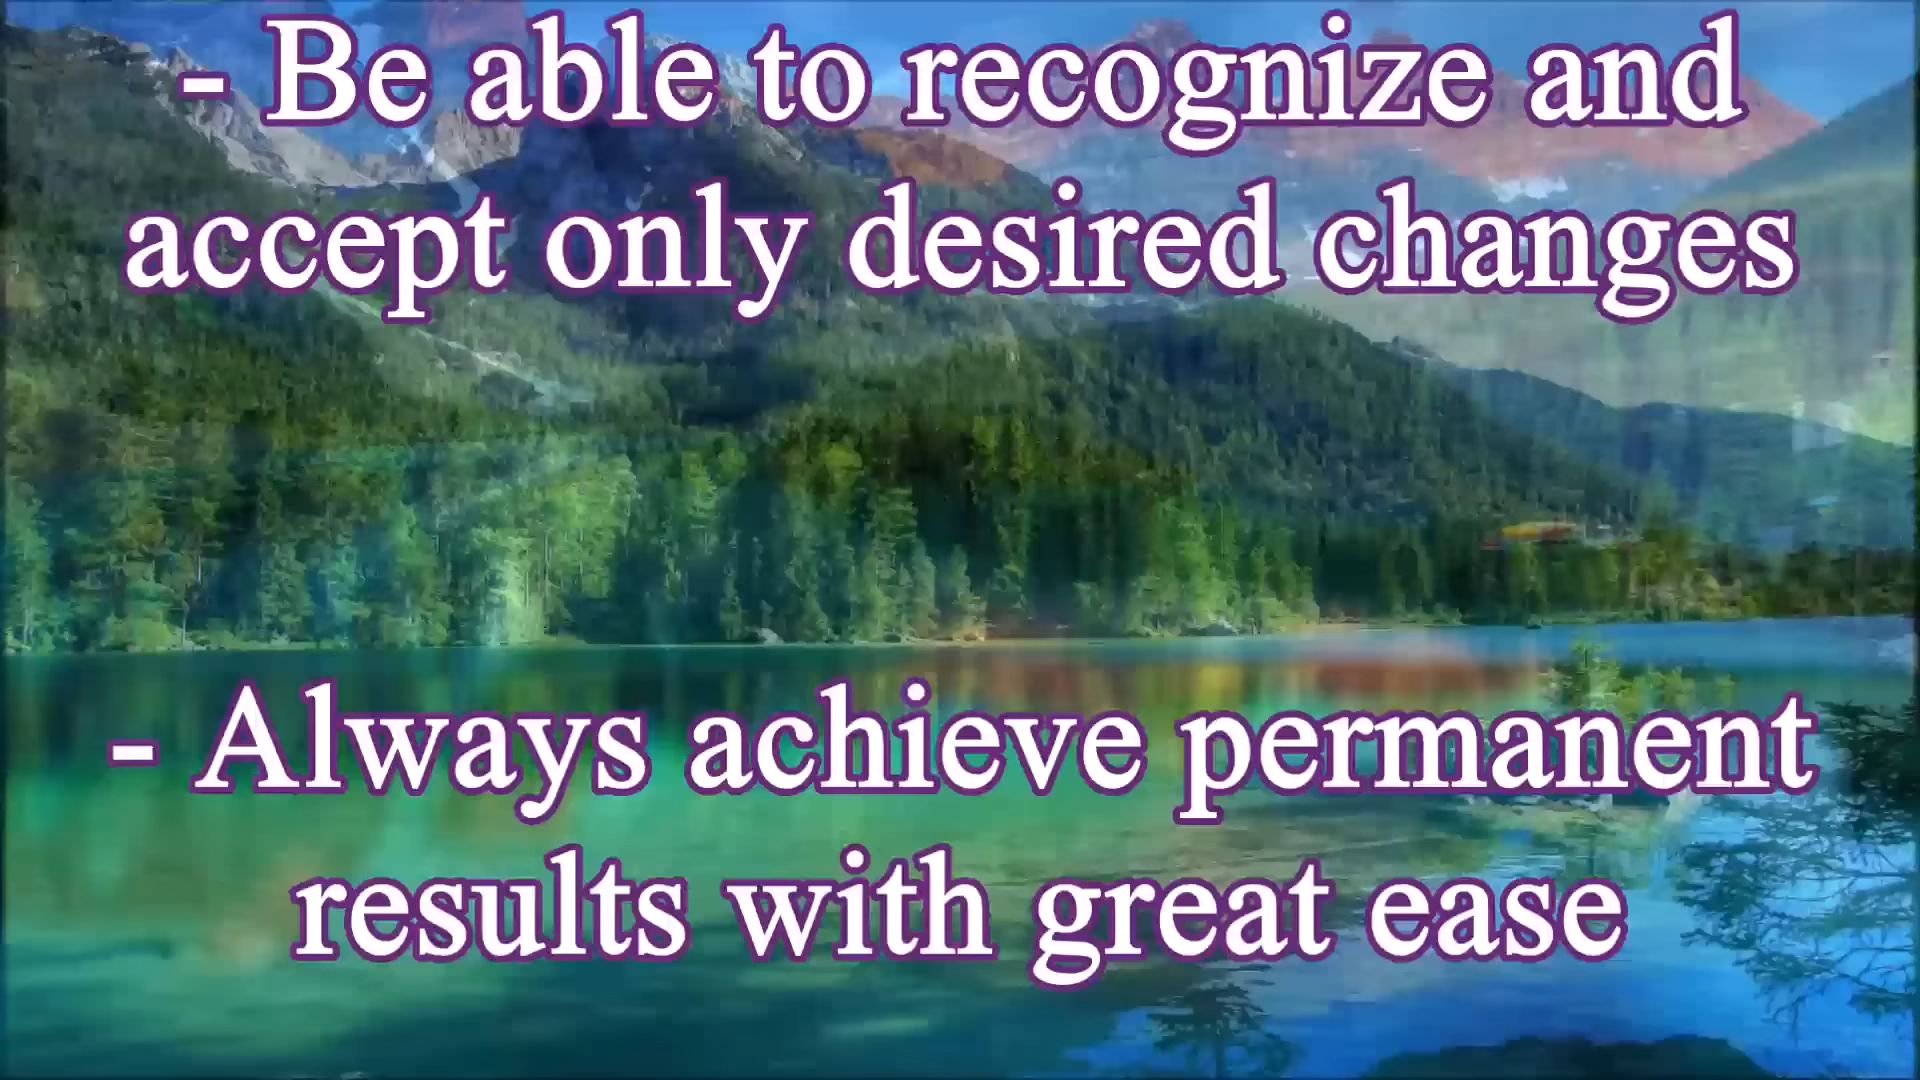 - Be able to recognize and
accept only desired changes
- Always achieve permanent
results with great ease